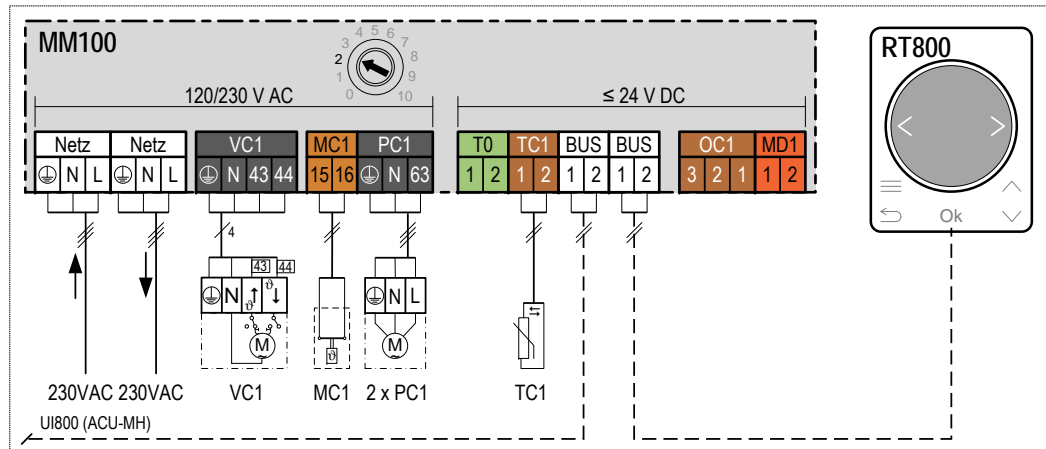 MM100
0 1 2 3 4 5 6 7 8 9 10
RT800
120/230 V AC
≤ 24 V DC
Netz Netz VC1 MC1 PC1 T0 TC1 BUS BUS OC1 MD1
N L N L N 43 44 15 16 N 63 1 2 1 2 1 2 1 2 3 2 1 1 2
< >
Ok
4
43 44
N ϑ↑ ϑ↓ N L
M ϑ M
230VAC 230VAC VC1 MC1 2 x PC1 TC1
UI800 (ACU-MH)